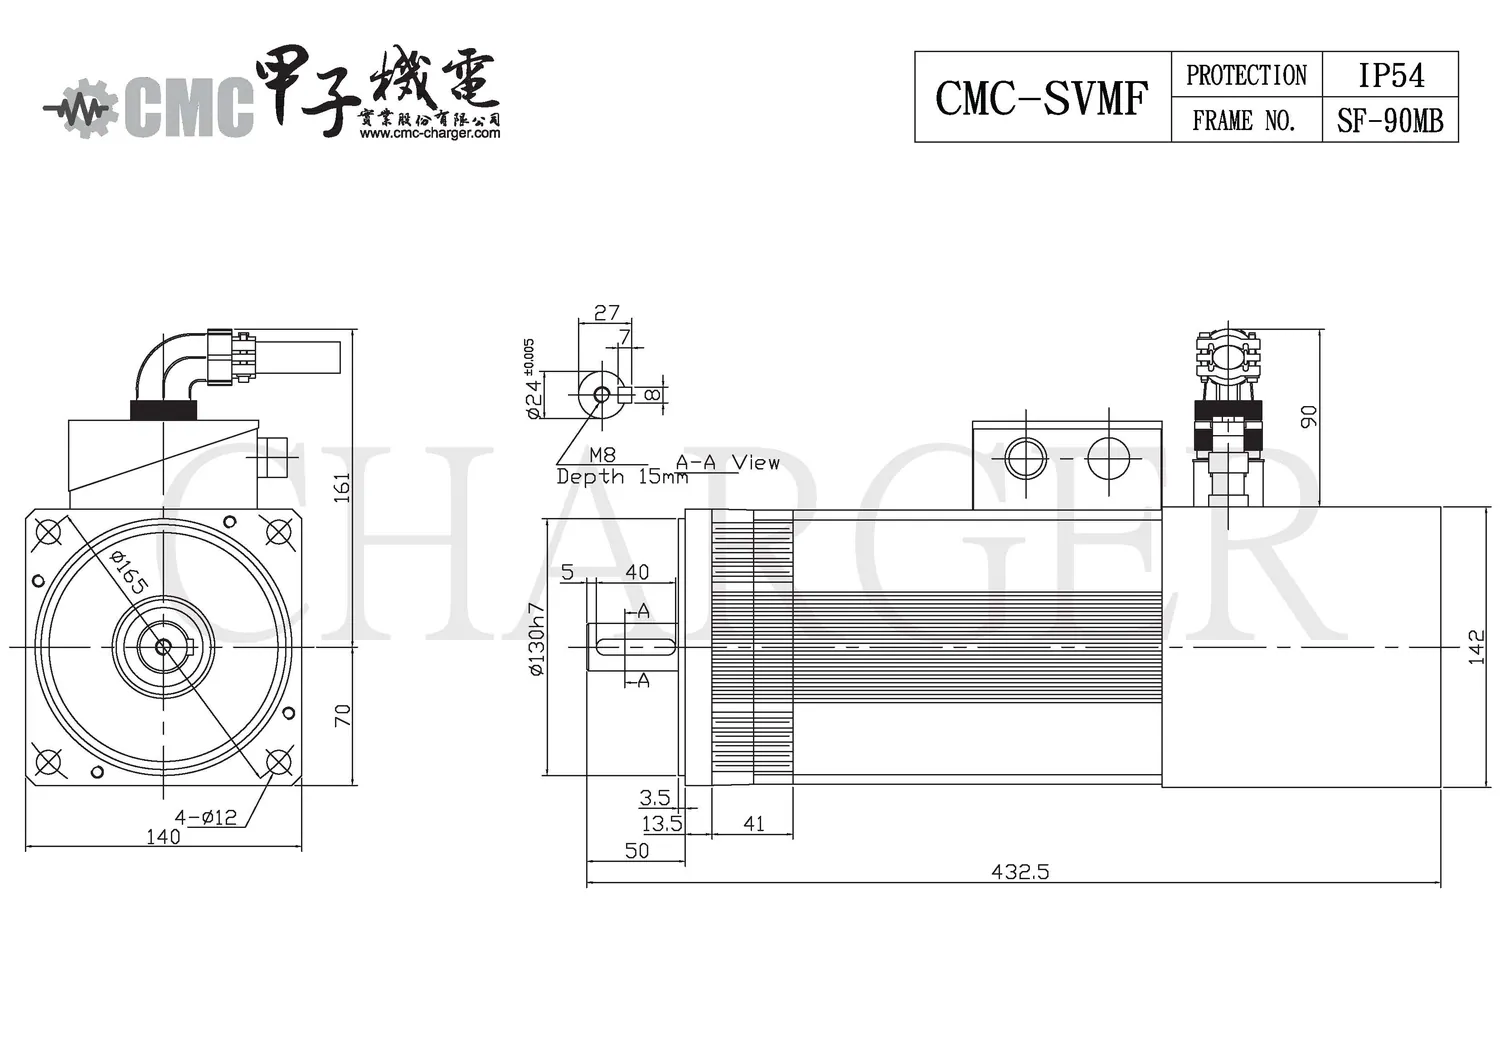 CMC 甲子機電
實業股份有限公司
www.cmc-charger.com
CMC-SVMF
PROTECTION
IP54
FRAME NO.
SF-90MB
27
7
Ø24 ±0.005
8
M8
Depth 15mm
A-A View
90
161
Ø165
5
40
A
A
Ø130h7
142
70
4-Ø12
140
3.5
13.5
41
50
432.5
CHARGER